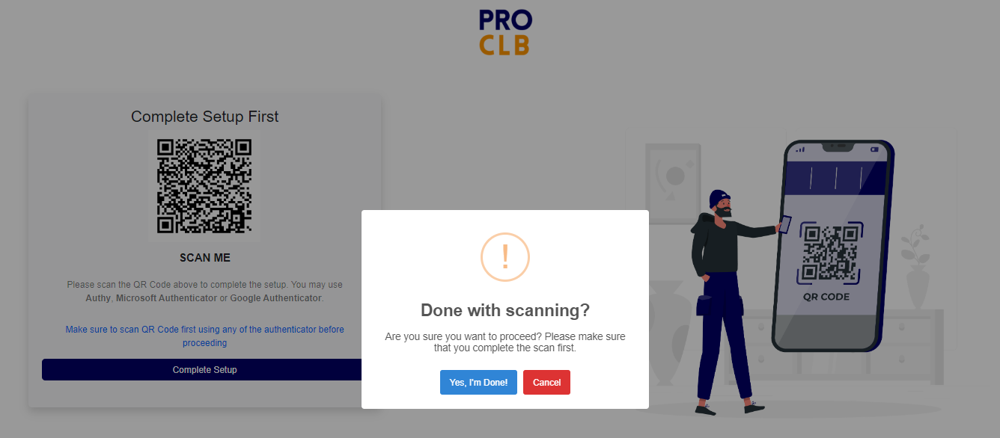 PRO
CLB
Complete Setup First
SCAN ME
Please scan the QR Code above to complete the setup. You may use
Authy, Microsoft Authenticator or Google Authenticator.
Make sure to scan QR Code first using any of the authenticator before
proceeding
Complete Setup
!
Done with scanning?
Are you sure you want to proceed? Please make sure
that you complete the scan first.
Yes, I'm Done!
Cancel
QR CODE